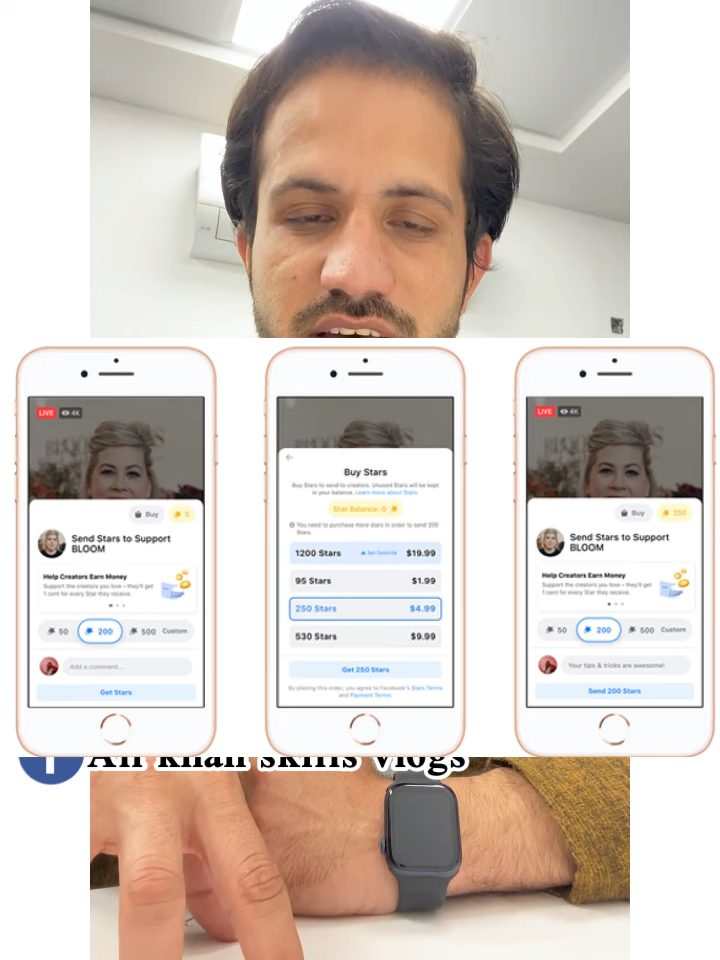 LIVE 4K
Buy 0
Send Stars to Support
BLOOM
Help Creators Earn Money
Support the creators you love – they'll get
1 cent for every Star they receive.
50 200 500 Custom
Add a comment...
Get Stars
Buy Stars
Buy Stars to send to creators. Unused Stars will be kept
in your balance. Learn more about Stars.
Star Balance: 0
You need to purchase more stars in order to send 200
Stars.
1200 Stars fan favorite $19.99
95 Stars $1.99
250 Stars $4.99
530 Stars $9.99
Get 250 Stars
By placing this order, you agree to Facebook's Stars Terms
and Payment Terms.
LIVE 4K
Buy 250
Send Stars to Support
BLOOM
Help Creators Earn Money
Support the creators you love – they'll get
1 cent for every Star they receive.
50 200 500 Custom
Your tips & tricks are awesome!
Send 200 Stars
Ali khan skills vlogs